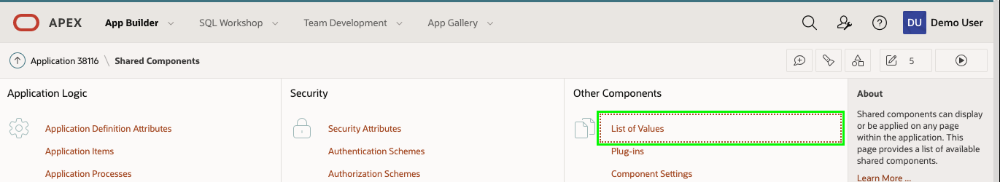 APEX App Builder SQL Workshop Team Development App Gallery DU Demo User
Application 38116 \ Shared Components 5
Application Logic
Application Definition Attributes
Application Items
Application Processes
Security
Security Attributes
Authentication Schemes
Authorization Schemes
Other Components
List of Values
Plug-ins
Component Settings
About
Shared components can display
or be applied on any page
within the application. This
page provides a list of available
shared components.
Learn More ...